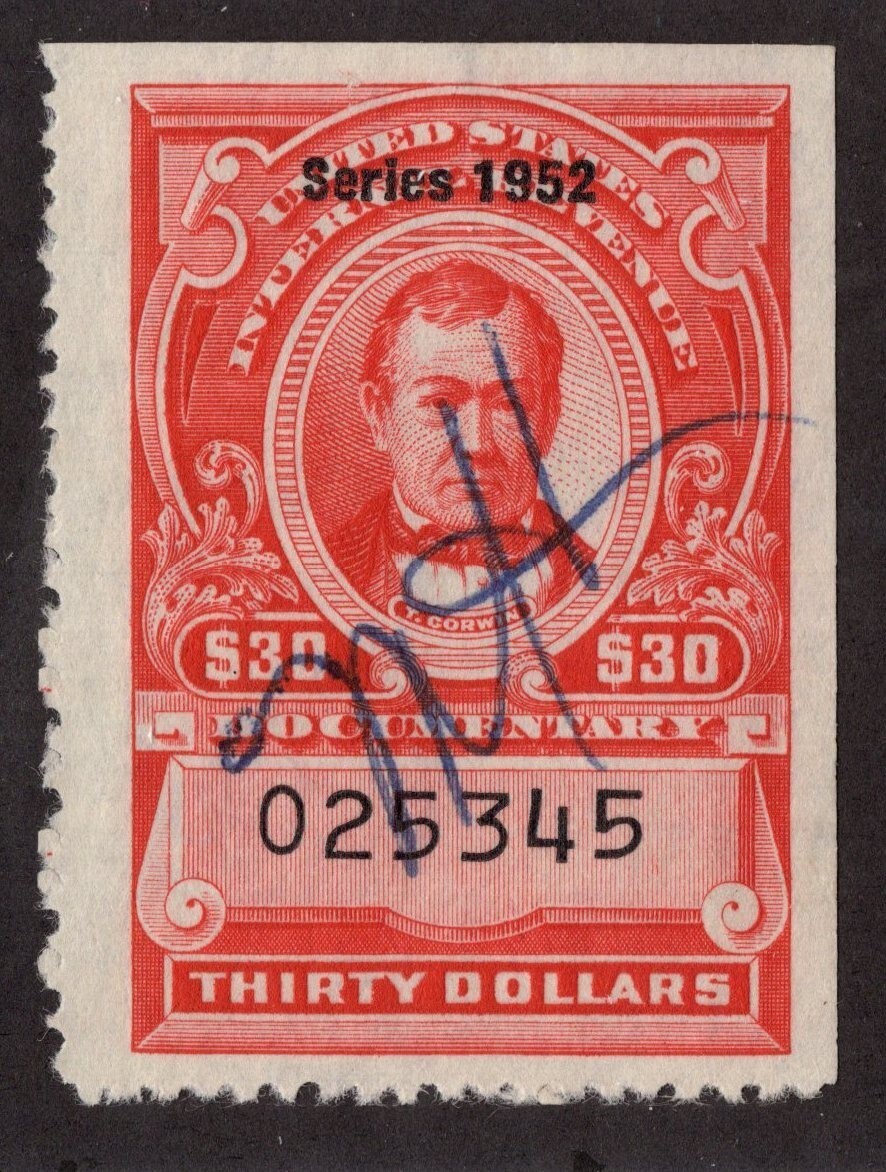 UNITED STATES
Series 1952
INTERNAL REVENUE
T. CORWIN
$30 $30
DOCUMENTARY
025345
THIRTY DOLLARS